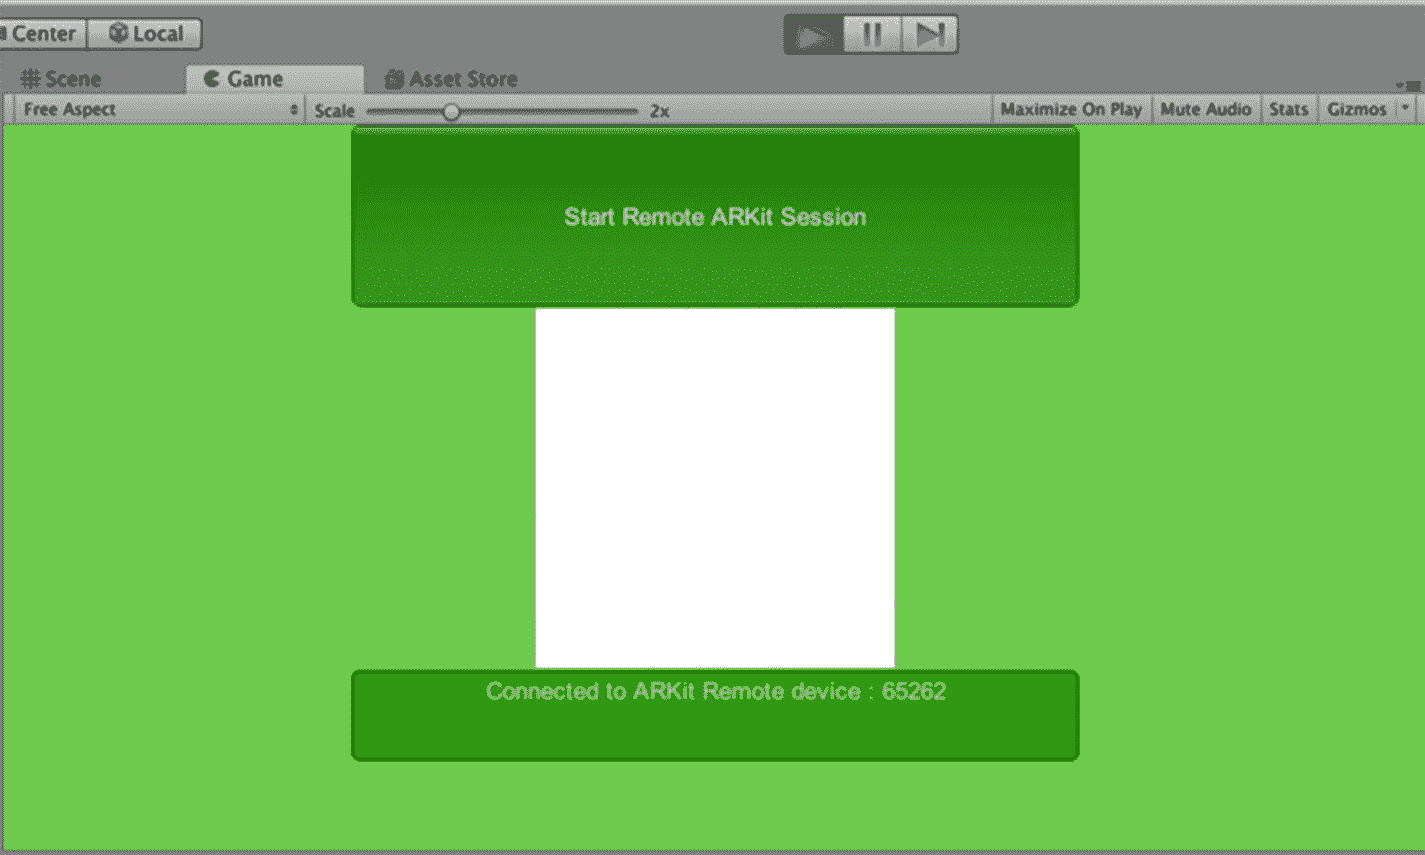 Center Local
Scene Game Asset Store
Free Aspect Scale 2x Maximize On Play Mute Audio Stats Gizmos
Start Remote ARKit Session
Connected to ARKit Remote device : 65262